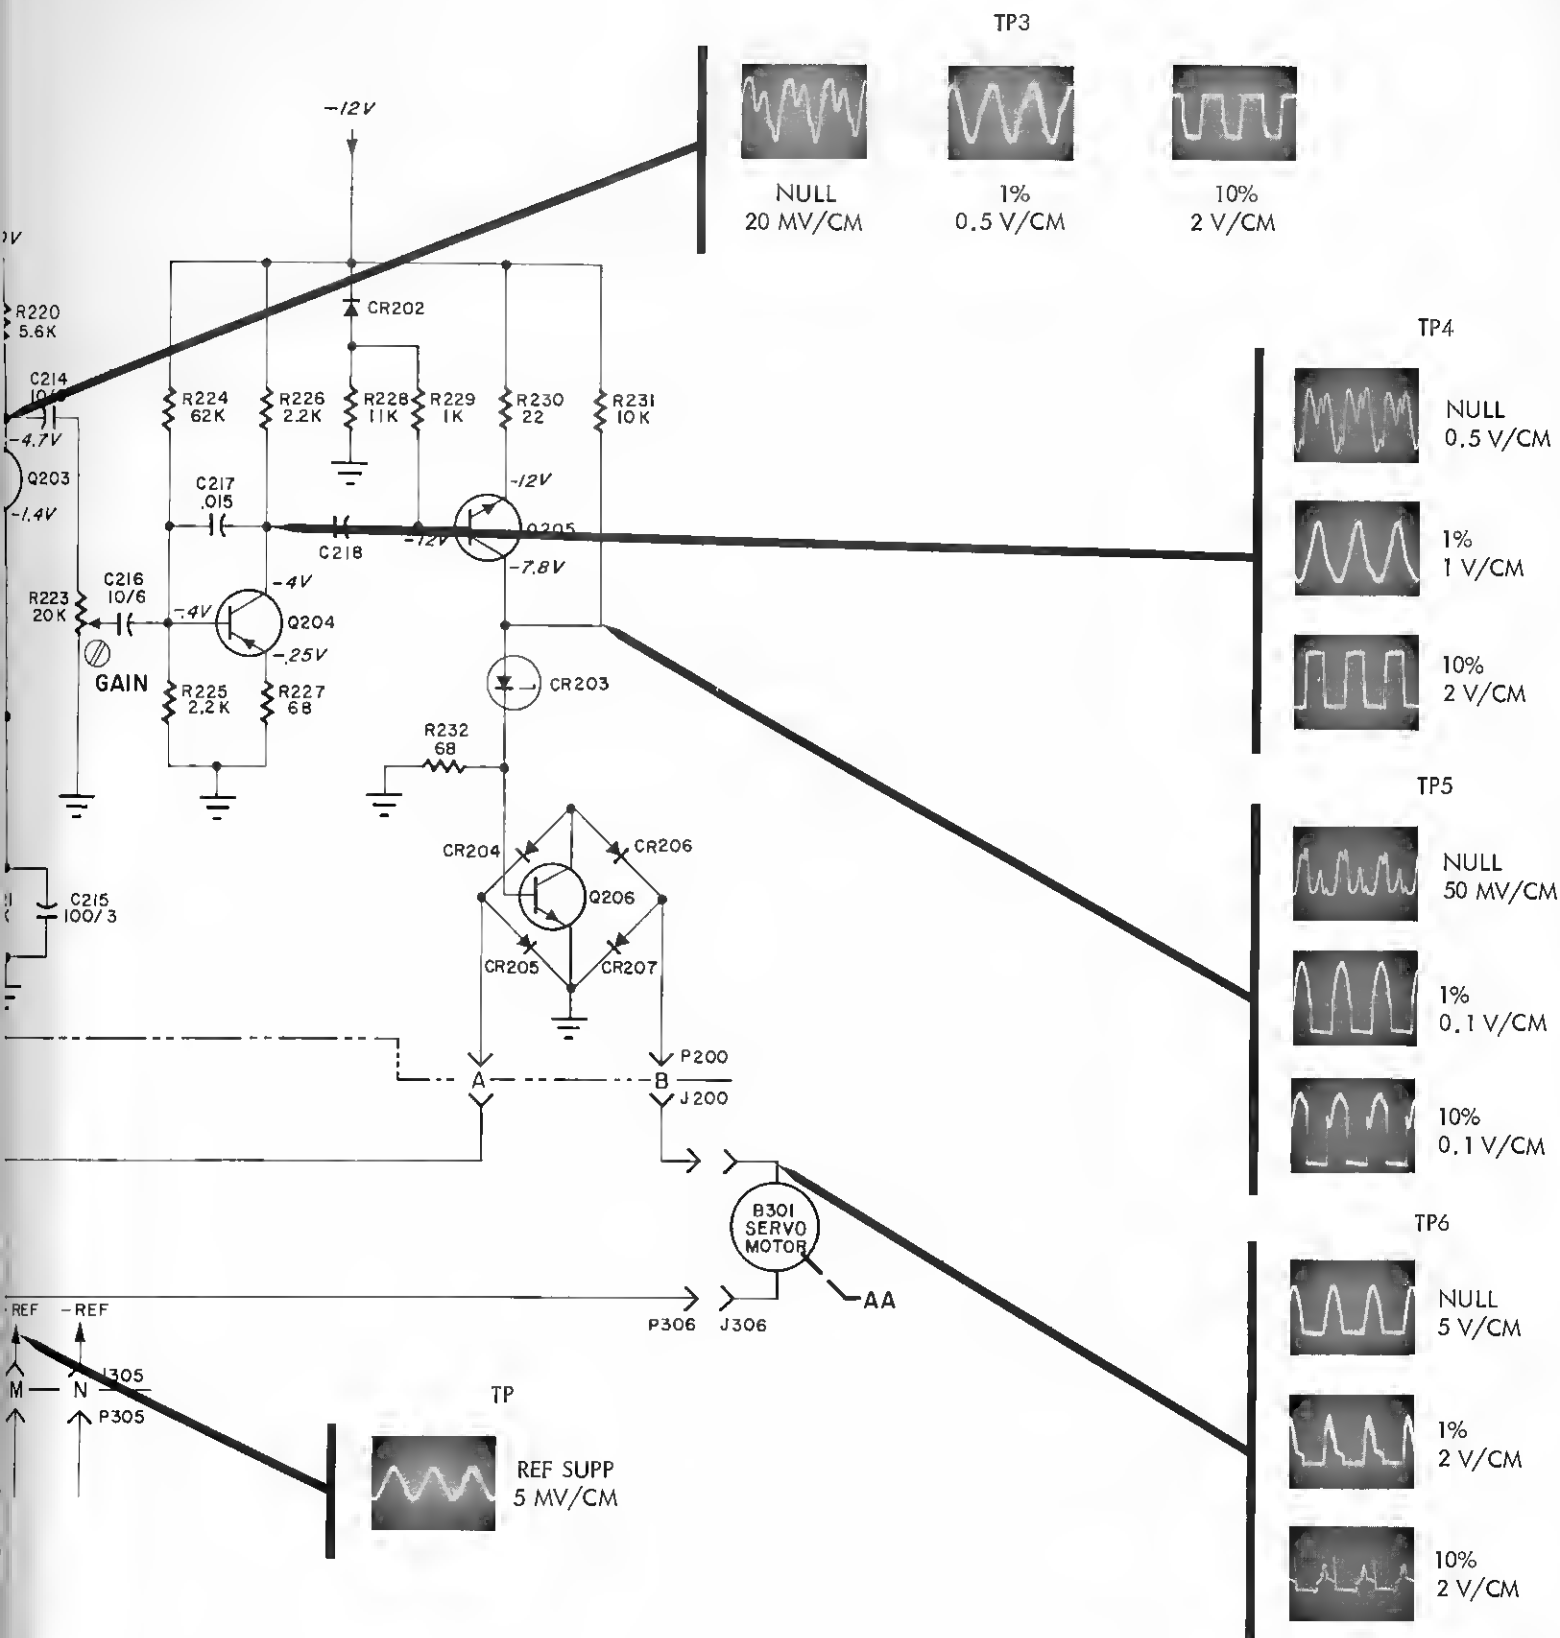 TP3
NULL
20 MV/CM
1%
0.5 V/CM
10%
2 V/CM
-12V
R220
5.6K
CR202
C214
-4.7V
Q203
-1.4V
R224
62K
R226
2.2K
R228
11K
R229
1K
R230
22
R231
10K
C217
.015
C218
-12V
-12V
Q205
-7.8V
C216
10/6
R223
20K
-.4V
-4V
Q204
-.25V
GAIN
R225
2.2K
R227
68
CR203
R232
68
CR204
CR206
Q206
CR205
CR207
C215
100/3
A
B
P200
J200
B301
SERVO
MOTOR
AA
P306
J306
REF
-REF
M
N
J305
P305
TP
REF SUPP
5 MV/CM
TP4
NULL
0.5 V/CM
1%
1 V/CM
10%
2 V/CM
TP5
NULL
50 MV/CM
1%
0.1 V/CM
10%
0.1 V/CM
TP6
NULL
5 V/CM
1%
2 V/CM
10%
2 V/CM